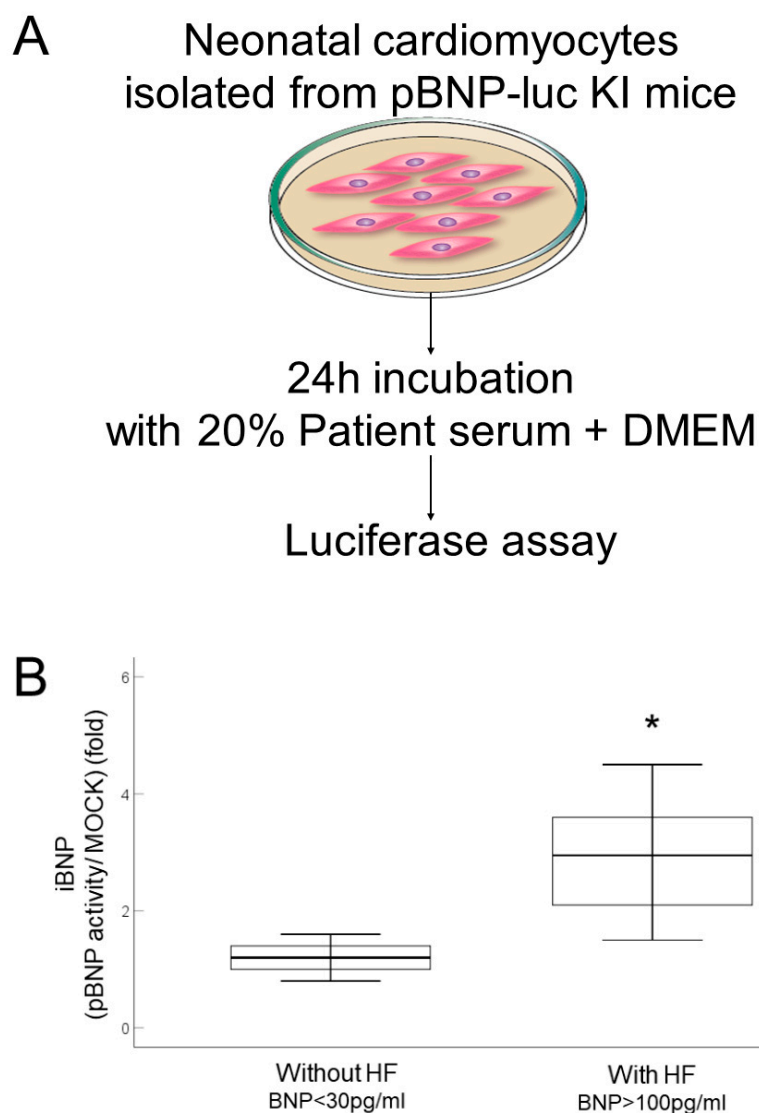 A
Neonatal cardiomyocytes
isolated from pBNP-luc KI mice
24h incubation
with 20% Patient serum + DMEM
Luciferase assay
B
iBNP
(pBNP activity/ MOCK) (fold)
6
4
2
0
*
Without HF
BNP<30pg/ml
With HF
BNP>100pg/ml